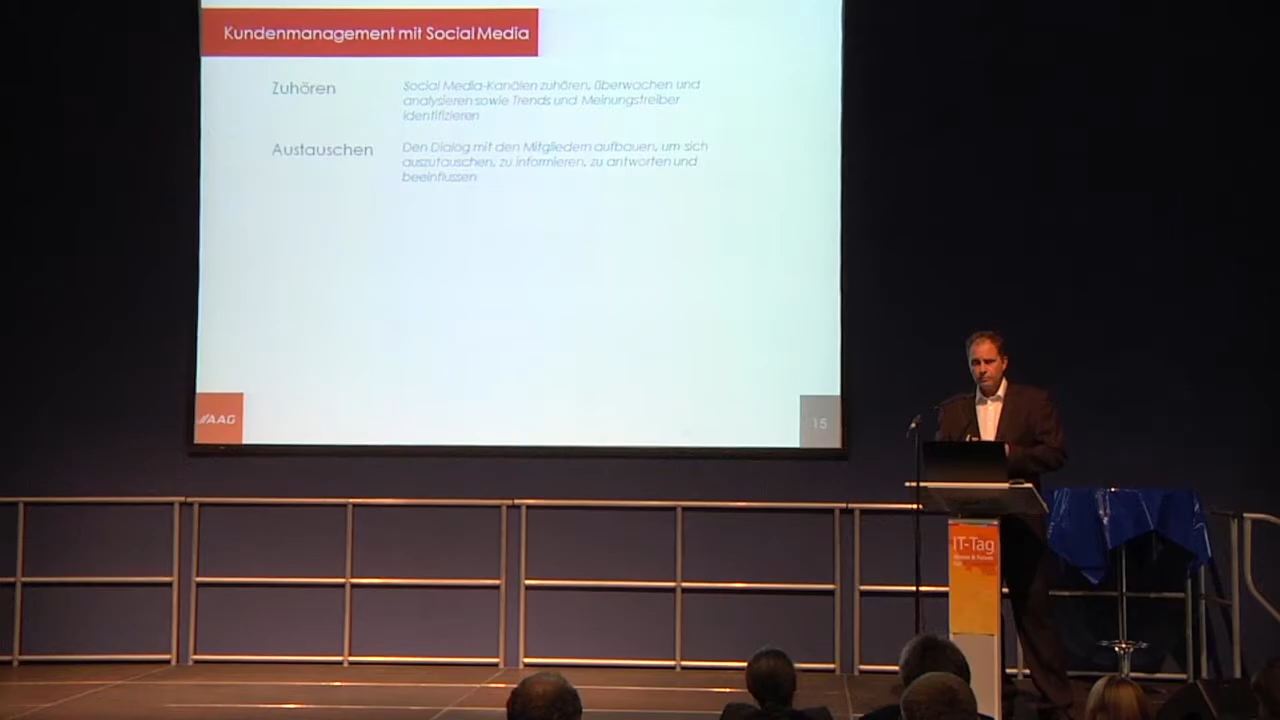 Kundenmanagement mit Social Media
Zuhören
Social Media-Kanälen zuhören, überwachen und
analysieren sowie Trends und Meinungstreiber
identifizieren
Austauschen
Den Dialog mit den Mitgliedern aufbauen, um sich
auszutauschen, zu informieren, zu antworten und
beeinflussen
AAG
15
IT-Tag